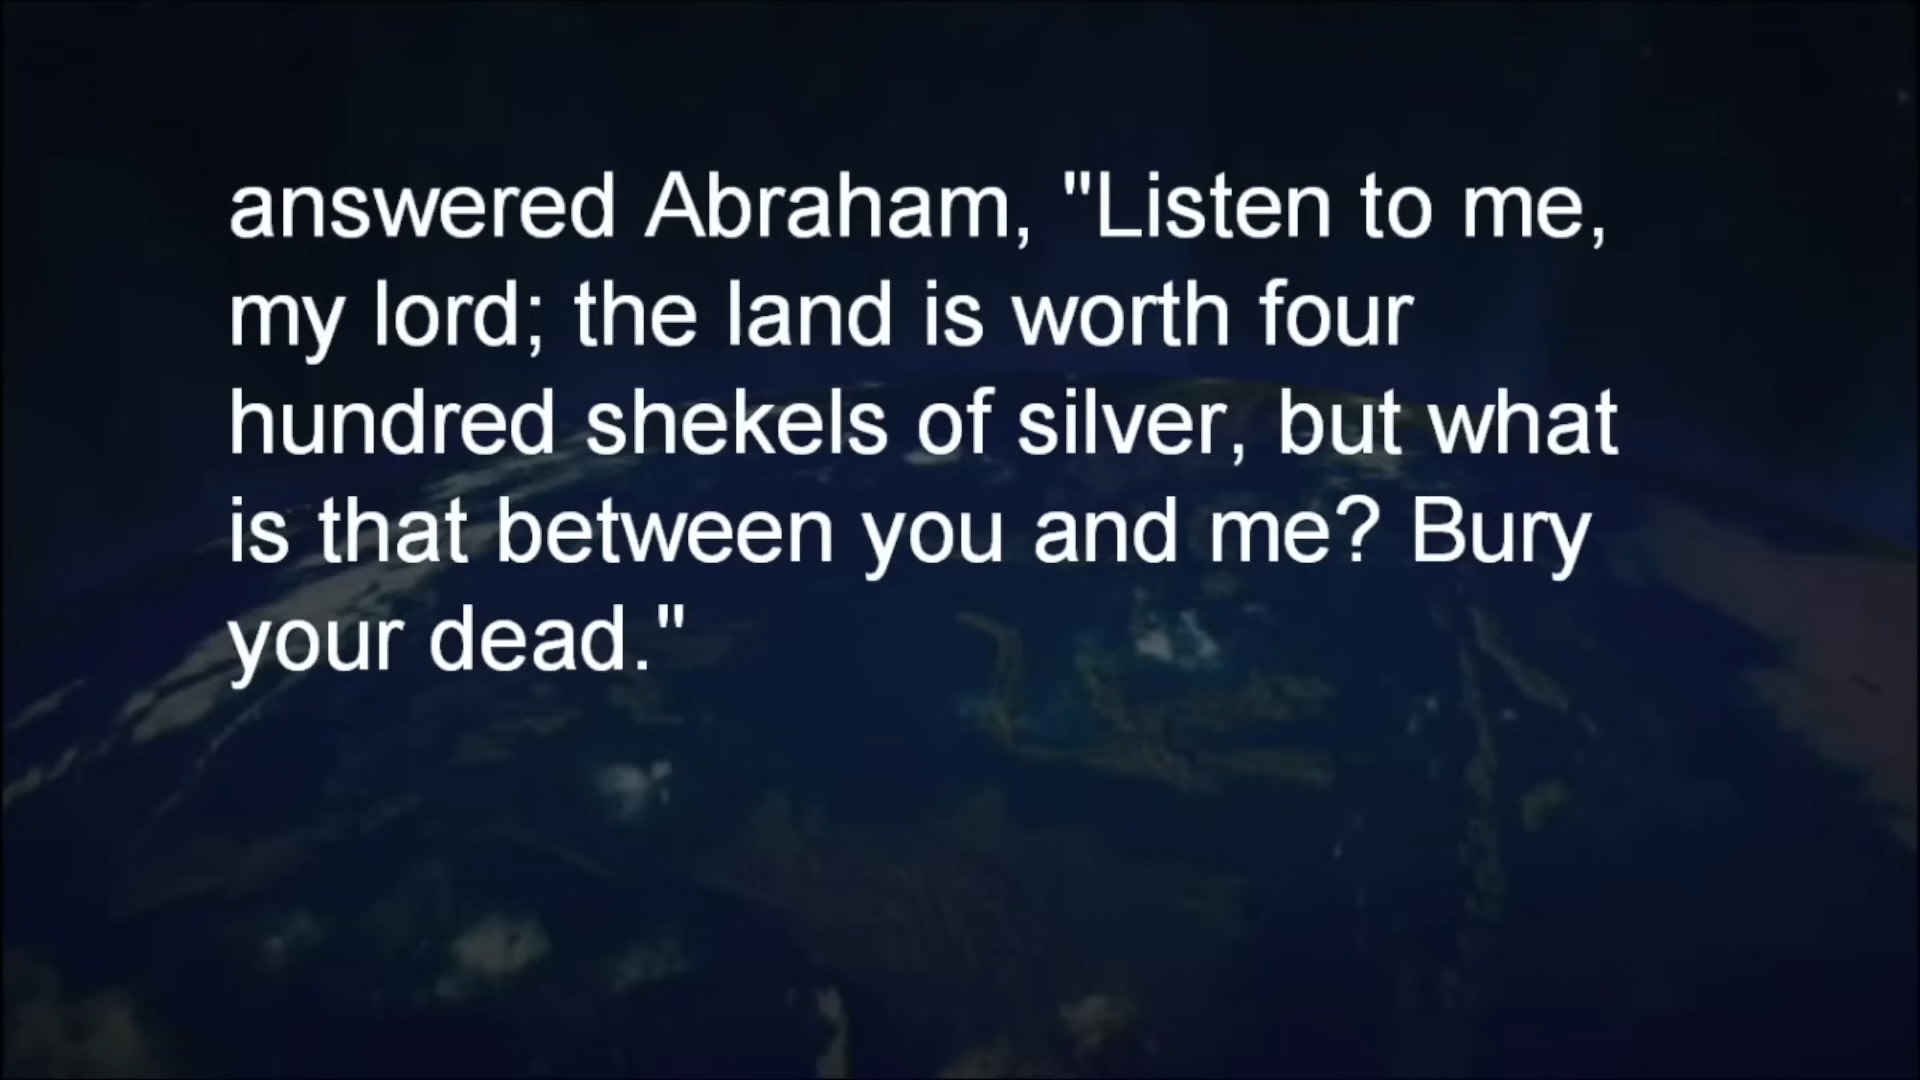 answered Abraham, "Listen to me,
my lord; the land is worth four
hundred shekels of silver, but what
is that between you and me? Bury
your dead."